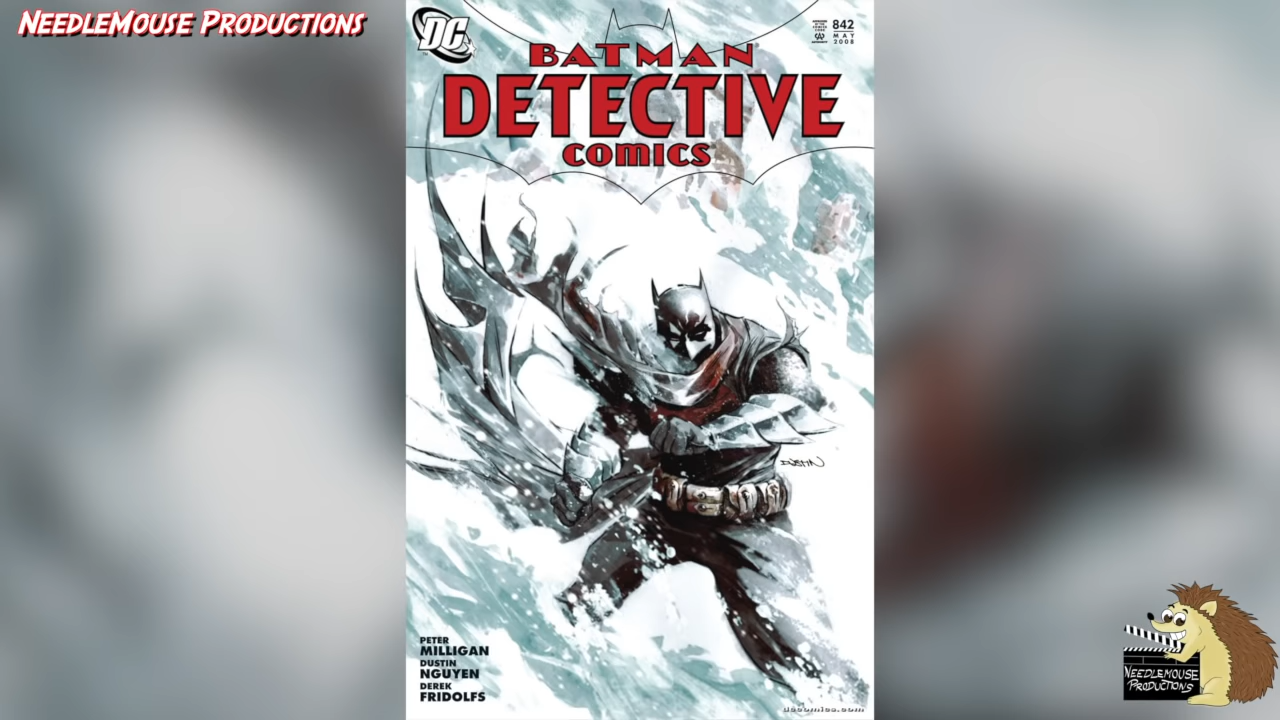 NeedleMouse Productions
DC
842
MAY
2008
BATMAN
DETECTIVE
COMICS
DUSTIN
PETER
MILLIGAN
DUSTIN
NGUYEN
DEREK
FRIDOLFS
dccomics.com
NEEDLEMOUSE
PRODUCTIONS